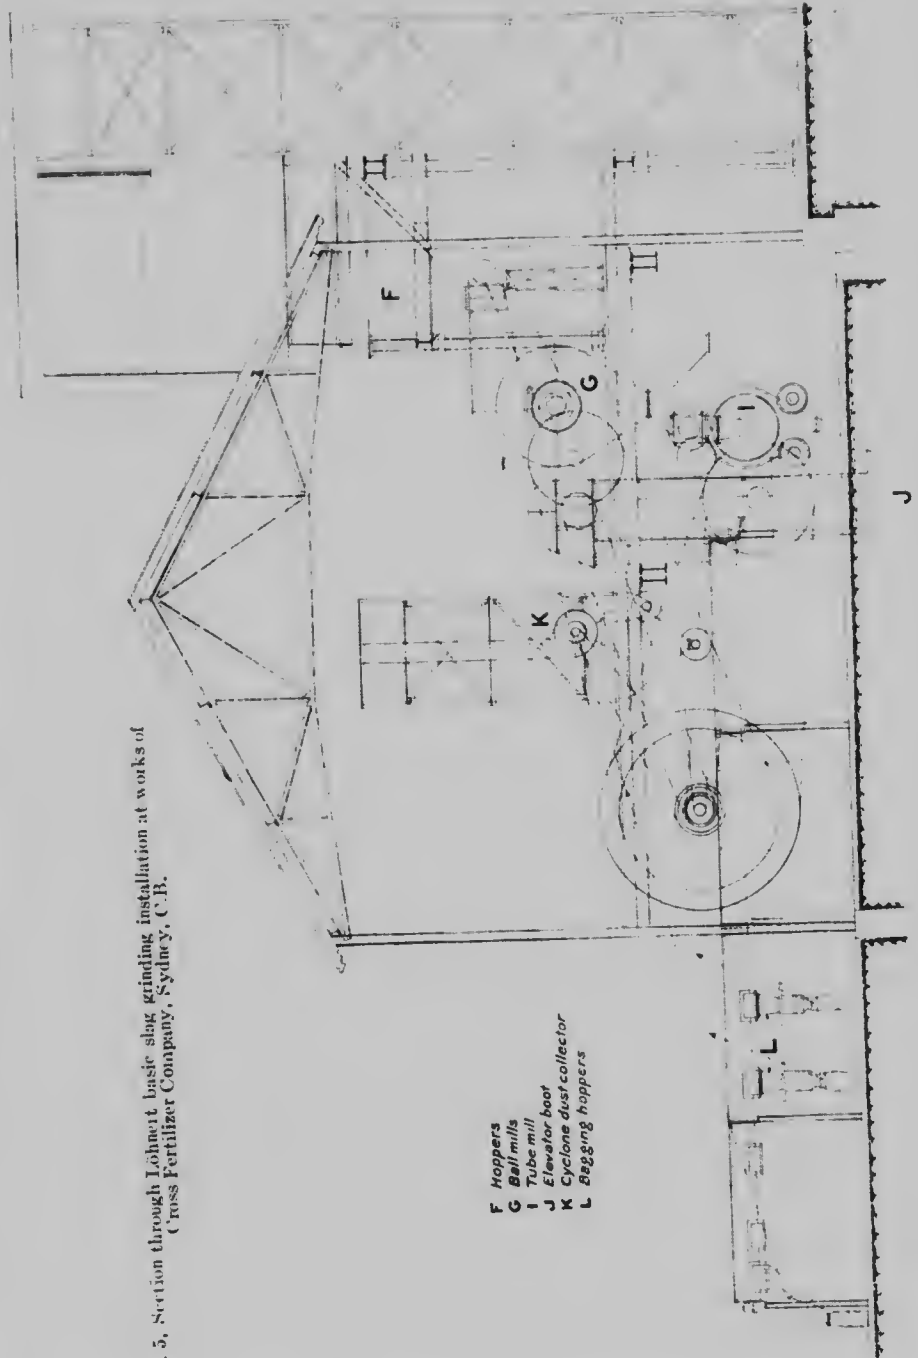 . 5. Section through Löhnert basic slag grinding installation at works of
Cross Fertilizer Company, Sydney, C.B.
F Hoppers
G Ball mills
I Tube mill
J Elevator boot
K Cyclone dust collector
L Bagging hoppers
F
G
I
K
J
L